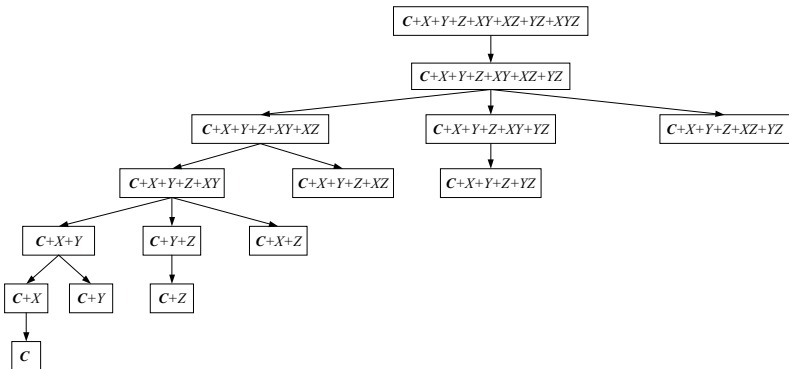 C+X+Y+Z+XY+XZ+YZ+XYZ
C+X+Y+Z+XY+XZ+YZ
C+X+Y+Z+XY+XZ
C+X+Y+Z+XY+YZ
C+X+Y+Z+XZ+YZ
C+X+Y+Z+XY
C+X+Y+Z+XZ
C+X+Y+Z+YZ
C+X+Y
C+Y+Z
C+X+Z
C+X
C+Y
C+Z
C